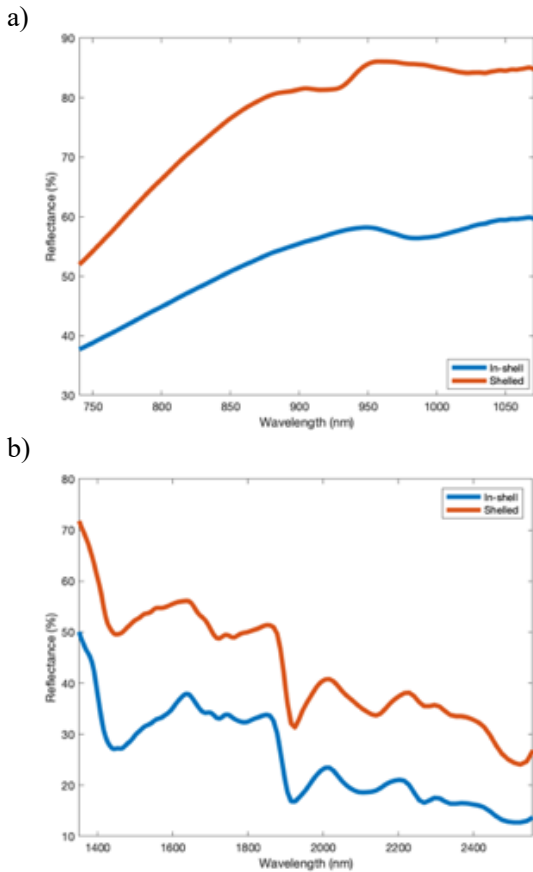 a)
90
80
70
60
50
40
30
Reflectance (%)
750 800 850 900 950 1000 1050
Wavelength (nm)
In-shell
Shelled
b)
80
70
60
50
40
30
20
10
Reflectance (%)
1400 1600 1800 2000 2200 2400
Wavelength (nm)
In-shell
Shelled